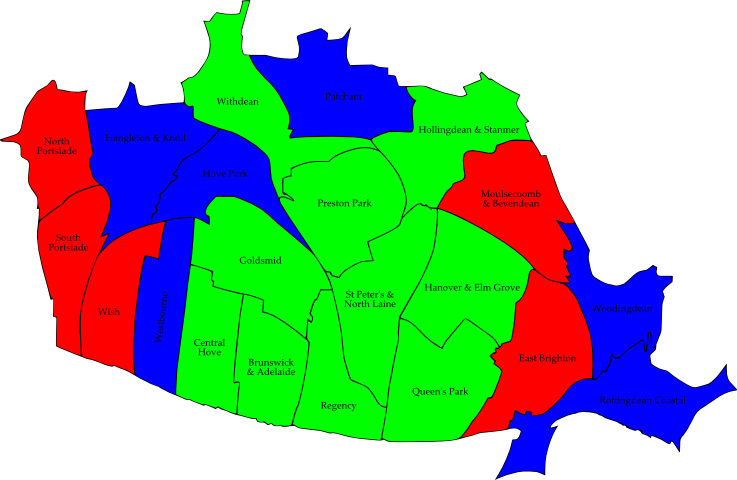 Withdean
Patcham
Hollingdean & Stanmer
North
Portslade
Hangleton & Knoll
Hove Park
Moulsecoomb
& Bevendean
Preston Park
South
Portslade
Goldsmid
St Peter's &
North Laine
Hanover & Elm Grove
Wish
Westbourne
Woodingdean
Central
Hove
Brunswick
& Adelaide
East Brighton
Regency
Queen's Park
Rottingdean Coastal